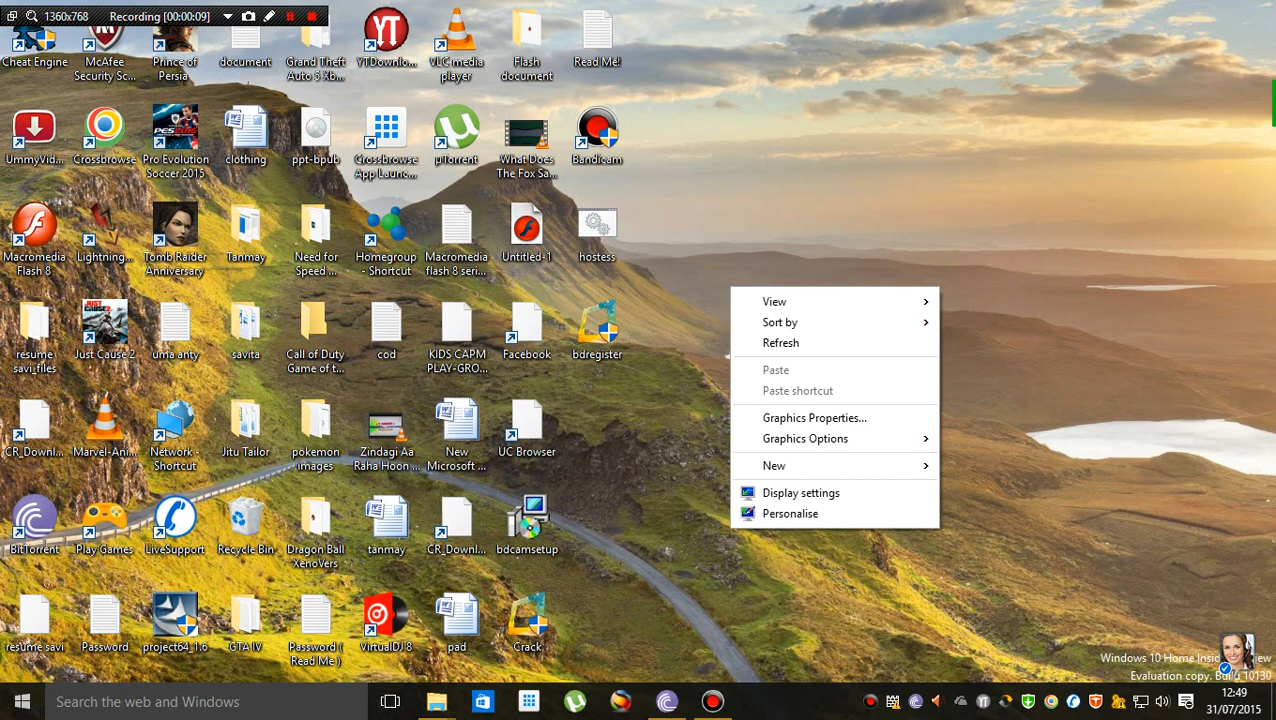 1360x768 Recording [00:00:09]
Cheat Engine
McAfee
Security Sc...
Prince of
Persia
document
Grand Theft
Auto 3 Xb...
YTDownlo...
VLC media
player
Flash
document
Read Me!
UmmyVid...
Crossbrowse
Pro Evolution
Soccer 2015
clothing
ppt-bpub
Crossbrowse
App Launc...
µTorrent
What Does
The Fox Sa...
Bandicam
Macromedia
Flash 8
Lightning...
Tomb Raider
Anniversary
Tanmay
Need for
Speed ...
Homegroup
- Shortcut
Macromedia
flash 8 seri...
Untitled-1
hostess
resume
savi_files
Just Cause 2
uma anty
savita
Call of Duty
Game of t...
cod
KIDS CAPM
PLAY-GRO...
Facebook
bdregister
CR_Downl...
Marvel-Ani...
Network -
Shortcut
Jitu Tailor
pokemon
images
Zindagi Aa
Raha Hoon ...
New
Microsoft ...
UC Browser
BitTorrent
Play Games
LiveSupport
Recycle Bin
Dragon Ball
XenoVers
tanmay
CR_Downl...
bdcamsetup
resume savi
Password
project64_1.6
GTA IV
Password (
Read Me )
VirtualDJ 8
pad
Crack
View
Sort by
Refresh
Paste
Paste shortcut
Graphics Properties...
Graphics Options
New
Display settings
Personalise
Windows 10 Home
Evaluation copy. Build 10130
Search the web and Windows
12:49
31/07/2015